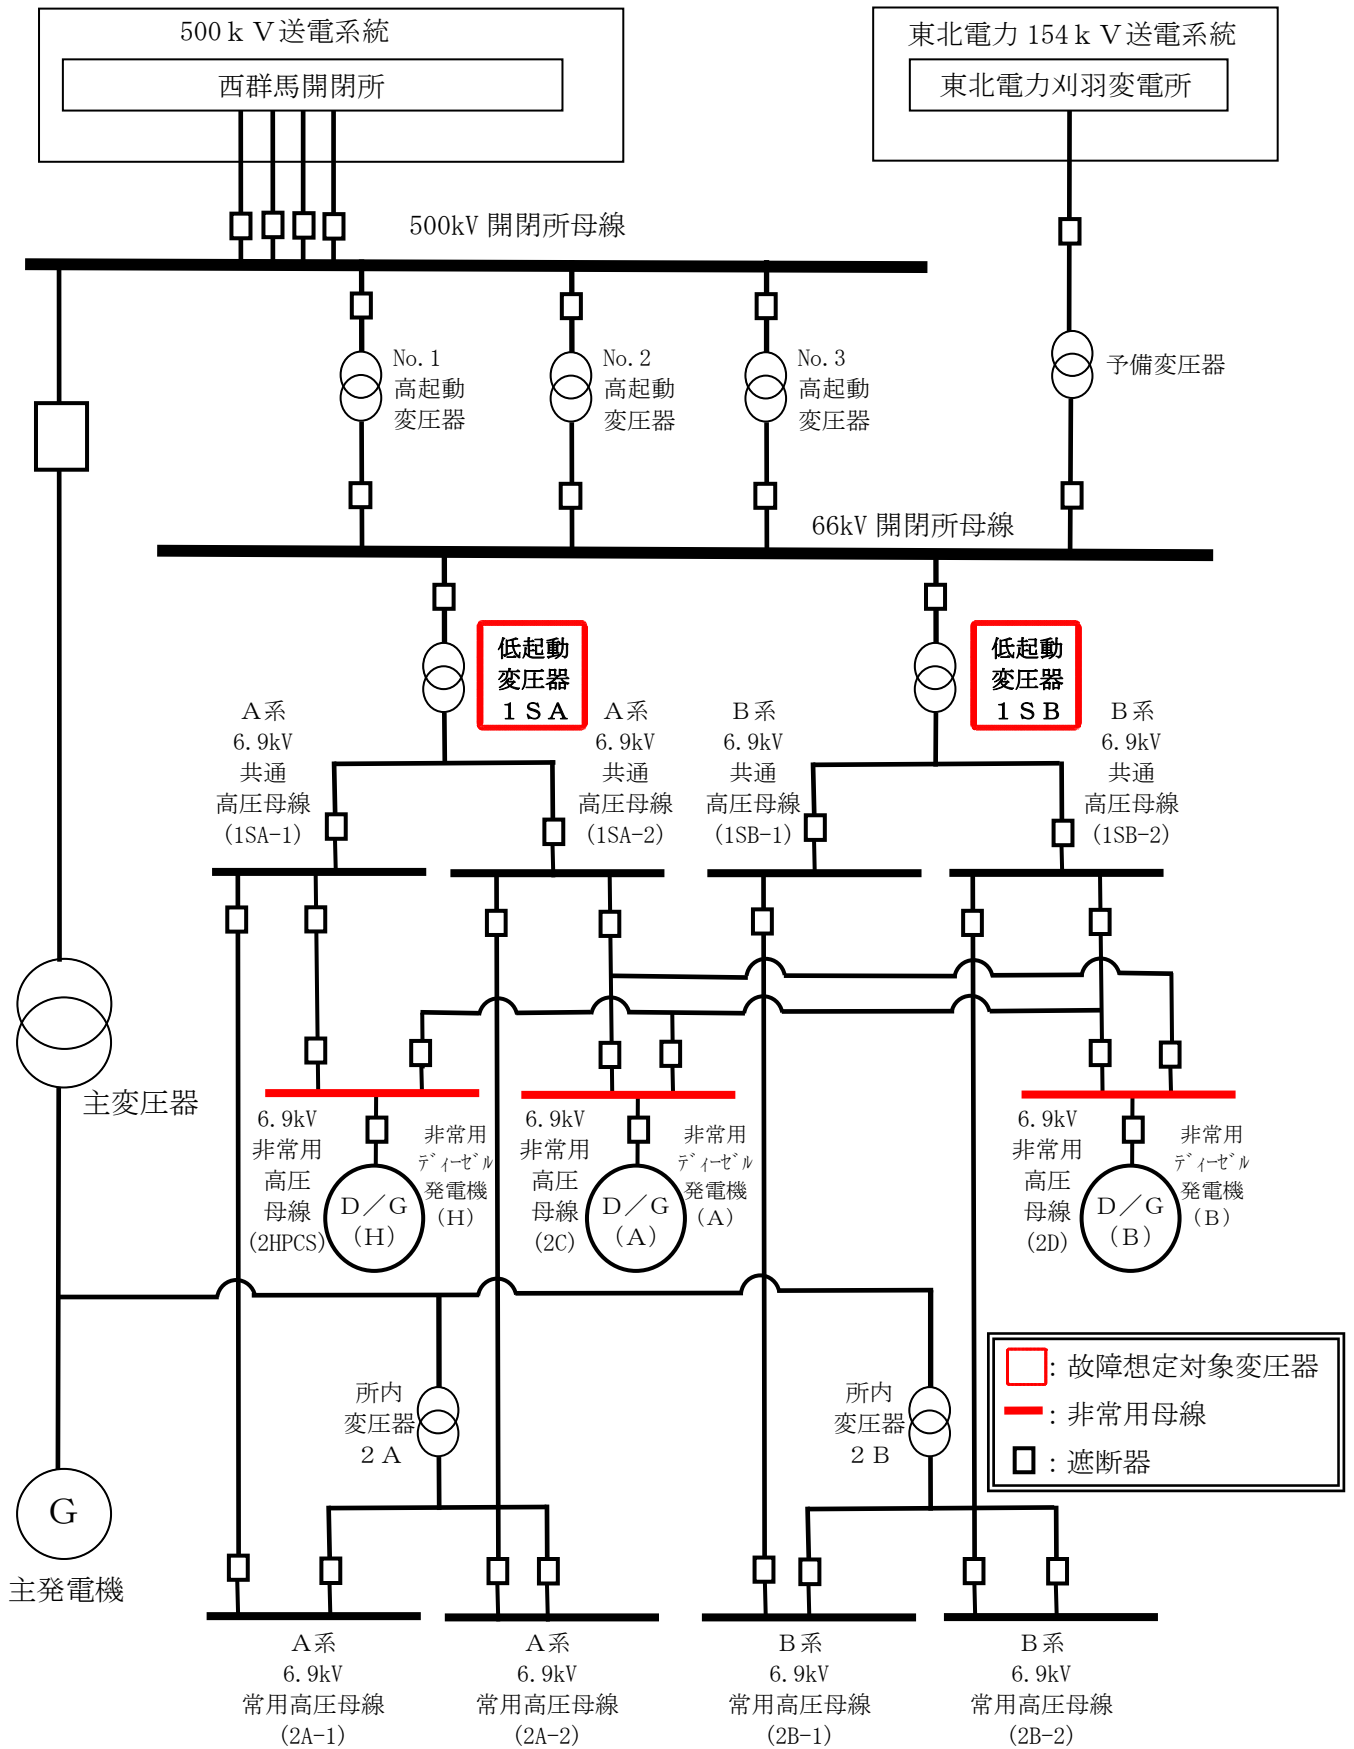 500ｋＶ送電系統
西群馬開閉所
東北電力 154ｋＶ送電系統
東北電力刈羽変電所
500kV 開閉所母線
No.1
高起動
変圧器
No.2
高起動
変圧器
No.3
高起動
変圧器
予備変圧器
66kV 開閉所母線
低起動
変圧器
１ＳＡ
低起動
変圧器
１ＳＢ
Ａ系
6.9kV
共通
高圧母線
(1SA-1)
Ａ系
6.9kV
共通
高圧母線
(1SA-2)
Ｂ系
6.9kV
共通
高圧母線
(1SB-1)
Ｂ系
6.9kV
共通
高圧母線
(1SB-2)
主変圧器
6.9kV
非常用
高圧
母線
(2HPCS)
Ｄ／Ｇ
（Ｈ）
非常用
ﾃﾞｨｰｾﾞﾙ
発電機
（Ｈ）
6.9kV
非常用
高圧
母線
(2C)
Ｄ／Ｇ
（Ａ）
非常用
ﾃﾞｨｰｾﾞﾙ
発電機
（Ａ）
6.9kV
非常用
高圧
母線
(2D)
Ｄ／Ｇ
（Ｂ）
非常用
ﾃﾞｨｰｾﾞﾙ
発電機
（Ｂ）
所内
変圧器
２Ａ
所内
変圧器
２Ｂ
：故障想定対象変圧器
：非常用母線
：遮断器
Ｇ
主発電機
Ａ系
6.9kV
常用高圧母線
(2A-1)
Ａ系
6.9kV
常用高圧母線
(2A-2)
Ｂ系
6.9kV
常用高圧母線
(2B-1)
Ｂ系
6.9kV
常用高圧母線
(2B-2)